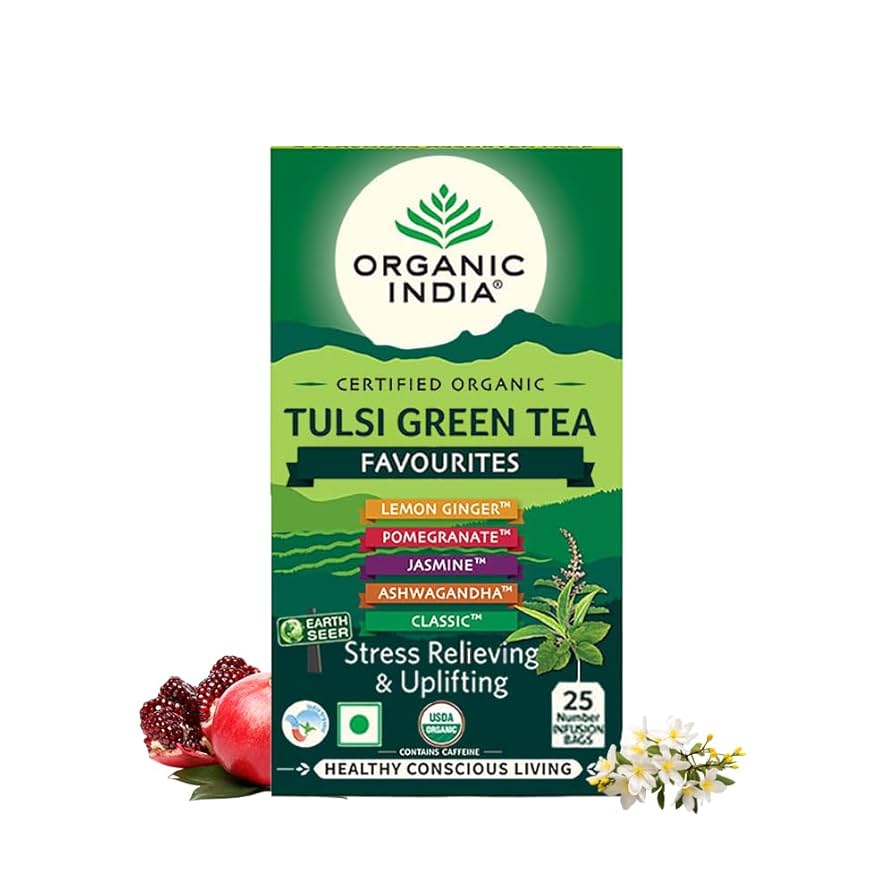 ORGANIC
INDIA®
CERTIFIED ORGANIC
TULSI GREEN TEA
FAVOURITES
LEMON GINGER™
POMEGRANATE™
JASMINE™
ASHWAGANDHA™
CLASSIC™
EARTH
SEER
Stress Relieving
& Uplifting
25
Number
INFUSION
BAGS
USDA
ORGANIC
CONTAINS CAFFEINE
HEALTHY CONSCIOUS LIVING